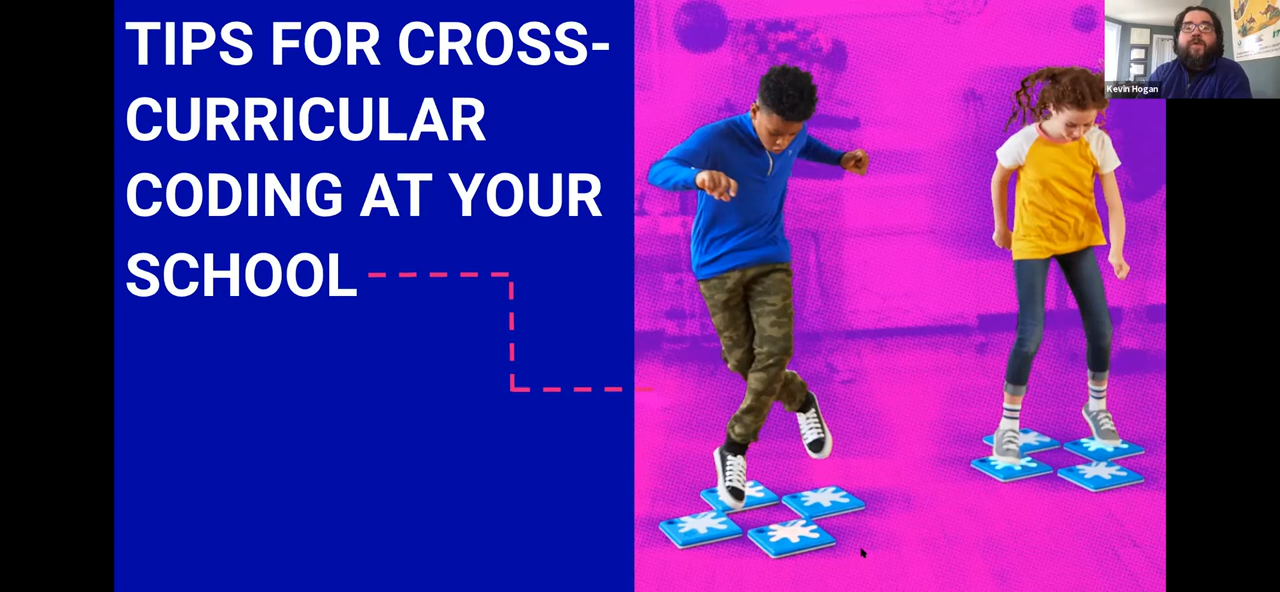 TIPS FOR CROSS-
CURRICULAR
CODING AT YOUR
SCHOOL
Kevin Hogan